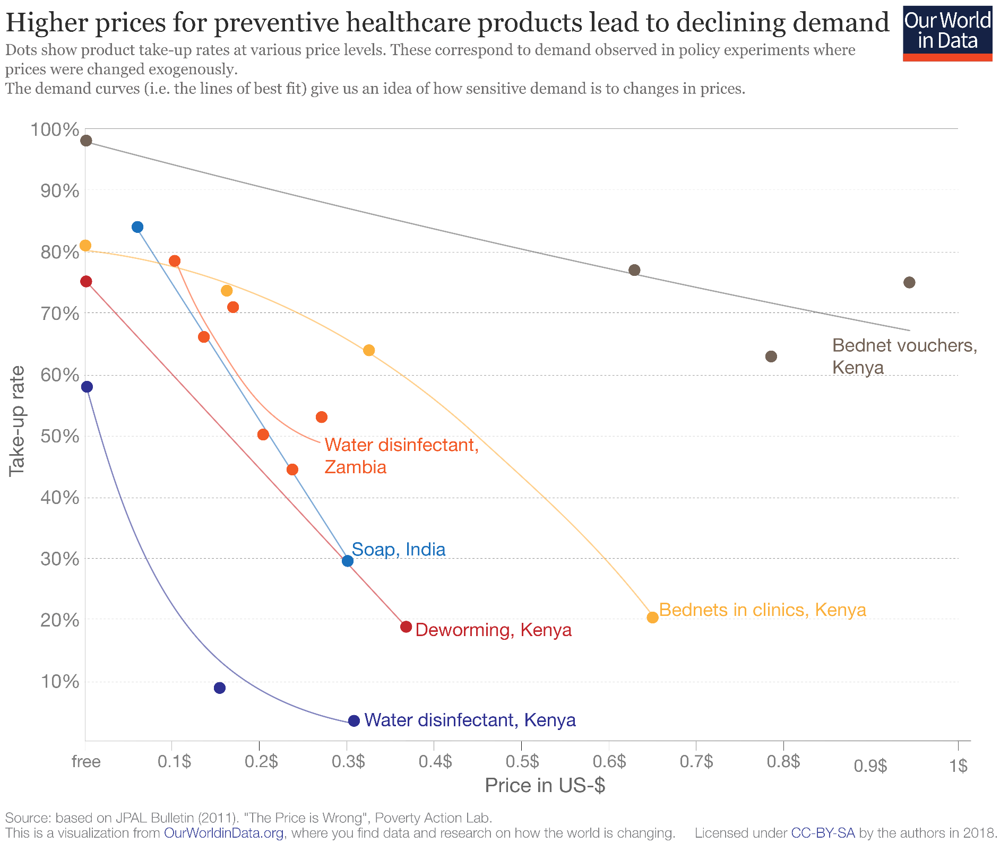 Higher prices for preventive healthcare products lead to declining demand
Our World
in Data
Dots show product take-up rates at various price levels. These correspond to demand observed in policy experiments where
prices were changed exogenously.
The demand curves (i.e. the lines of best fit) give us an idea of how sensitive demand is to changes in prices.
100%
90%
80%
70%
60%
50%
40%
30%
20%
10%
Take-up rate
Bednet vouchers,
Kenya
Water disinfectant,
Zambia
Soap, India
Bednets in clinics, Kenya
Deworming, Kenya
Water disinfectant, Kenya
free
0.1$
0.2$
0.3$
0.4$
0.5$
0.6$
0.7$
0.8$
0.9$
1$
Price in US-$
Source: based on JPAL Bulletin (2011). "The Price is Wrong", Poverty Action Lab.
This is a visualization from OurWorldinData.org, where you find data and research on how the world is changing.
Licensed under CC-BY-SA by the authors in 2018.